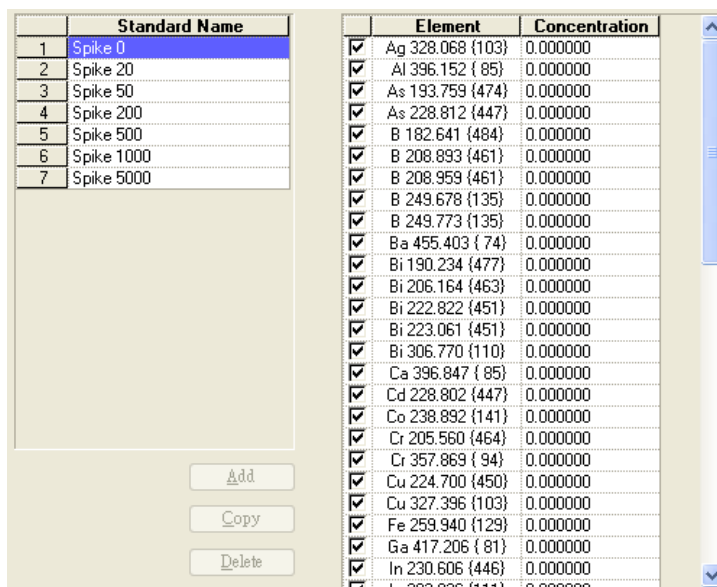 Standard Name
1 Spike 0
2 Spike 20
3 Spike 50
4 Spike 200
5 Spike 500
6 Spike 1000
7 Spike 5000
Add
Copy
Delete
Element Concentration
Ag 328.068 {103} 0.000000
Al 396.152 { 85} 0.000000
As 193.759 {474} 0.000000
As 228.812 {447} 0.000000
B 182.641 {484} 0.000000
B 208.893 {461} 0.000000
B 208.959 {461} 0.000000
B 249.678 {135} 0.000000
B 249.773 {135} 0.000000
Ba 455.403 { 74} 0.000000
Bi 190.234 {477} 0.000000
Bi 206.164 {463} 0.000000
Bi 222.822 {451} 0.000000
Bi 223.061 {451} 0.000000
Bi 306.770 {110} 0.000000
Ca 396.847 { 85} 0.000000
Cd 228.802 {447} 0.000000
Co 238.892 {141} 0.000000
Cr 205.560 {464} 0.000000
Cr 357.869 { 94} 0.000000
Cu 224.700 {450} 0.000000
Cu 327.396 {103} 0.000000
Fe 259.940 {129} 0.000000
Ga 417.206 { 81} 0.000000
In 230.606 {446} 0.000000